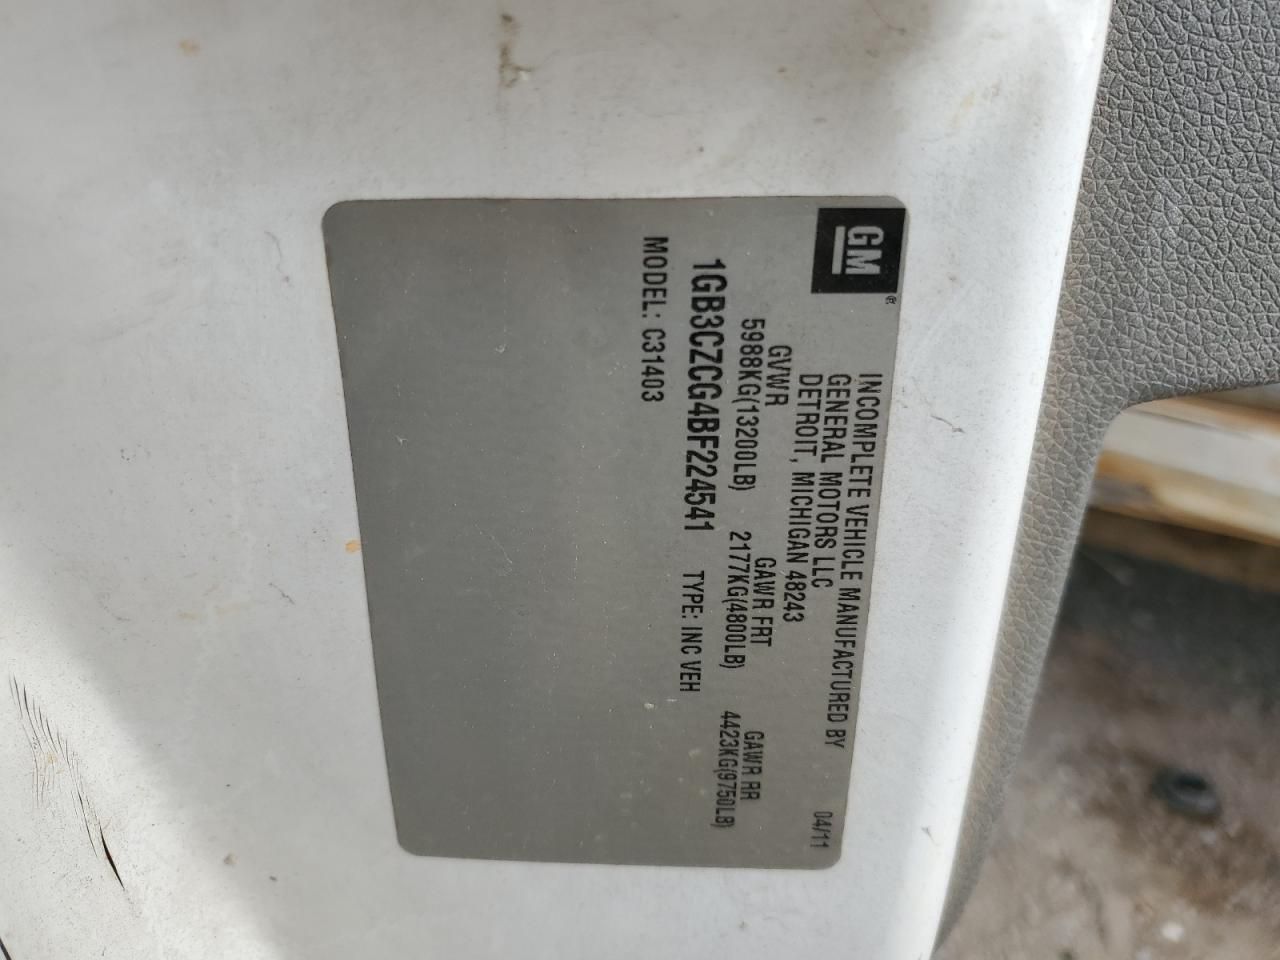 GM®
INCOMPLETE VEHICLE MANUFACTURED BY
GENERAL MOTORS LLC
DETROIT, MICHIGAN 48243
04/11
GVWR GAWR FRT GAWR RR
5988KG(13200LB) 2177KG(4800LB) 4423KG(9750LB)
1GB3CZCG4BF224541 TYPE: INC VEH
MODEL: C31403